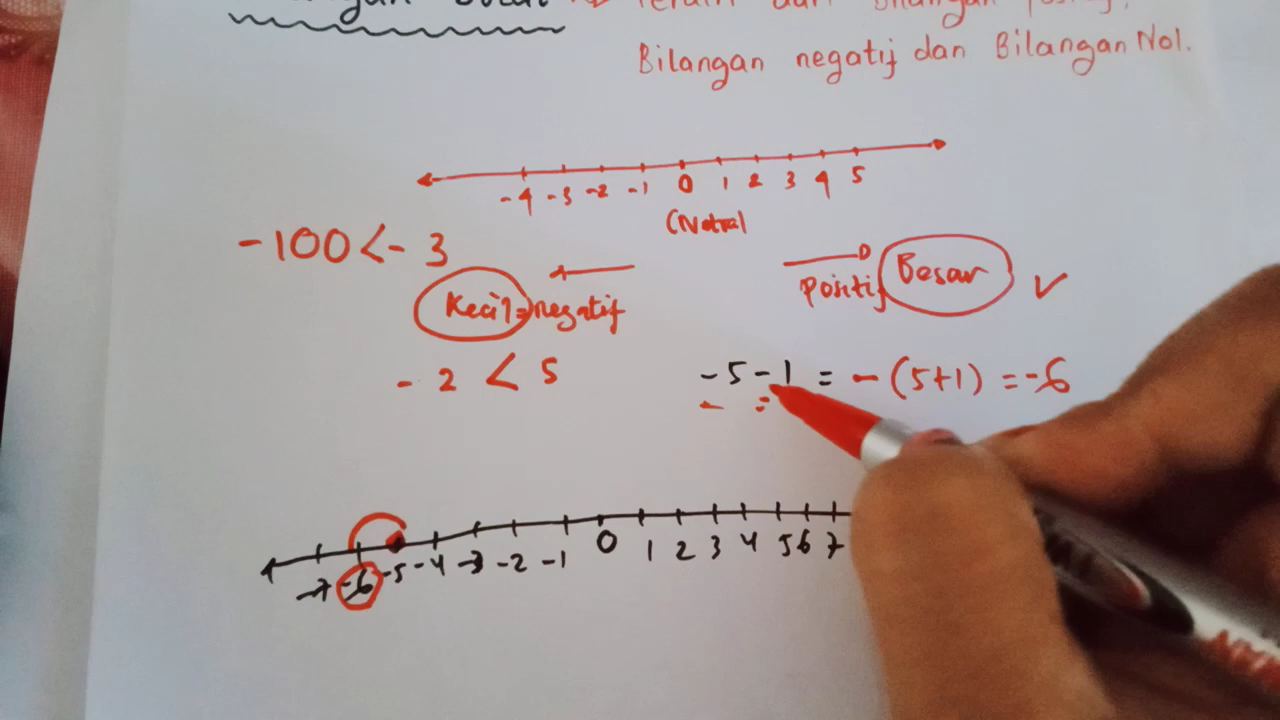 Bilangan negatif dan Bilangan Nol.
-4 -3 -2 -1 0 1 2 3 4 5
-100 < - 3
Positif Besar ✓
Kecil = negatif
- 2 < 5
-5-1 = - (5+1) = -6
-7 -6 -5 -4 -3 -2 -1 0 1 2 3 4 5 6 7